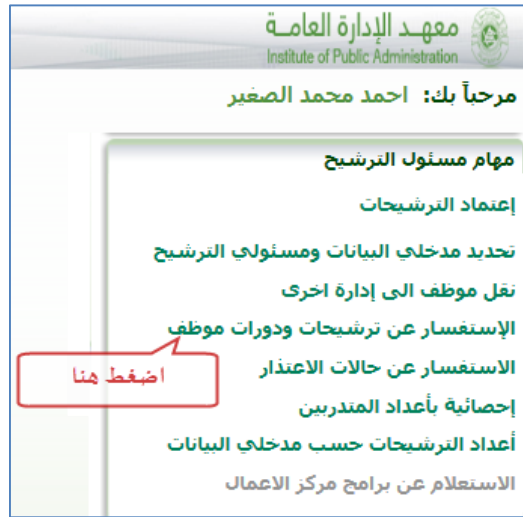 معهـد الإدارة العامـة
Institute of Public Administration
مرحباً بك: احمد محمد الصغير
مهام مسئول الترشيح
إعتماد الترشيحات
تحديد مدخلي البيانات ومسئولي الترشيح
نقل موظف الى إدارة اخرى
الإستفسار عن ترشيحات ودورات موظف
اضغط هنا
الاستفسار عن حالات الاعتذار
إحصائية بأعداد المتدربين
أعداد الترشيحات حسب مدخلي البيانات
الاستعلام عن برامج مركز الاعمال